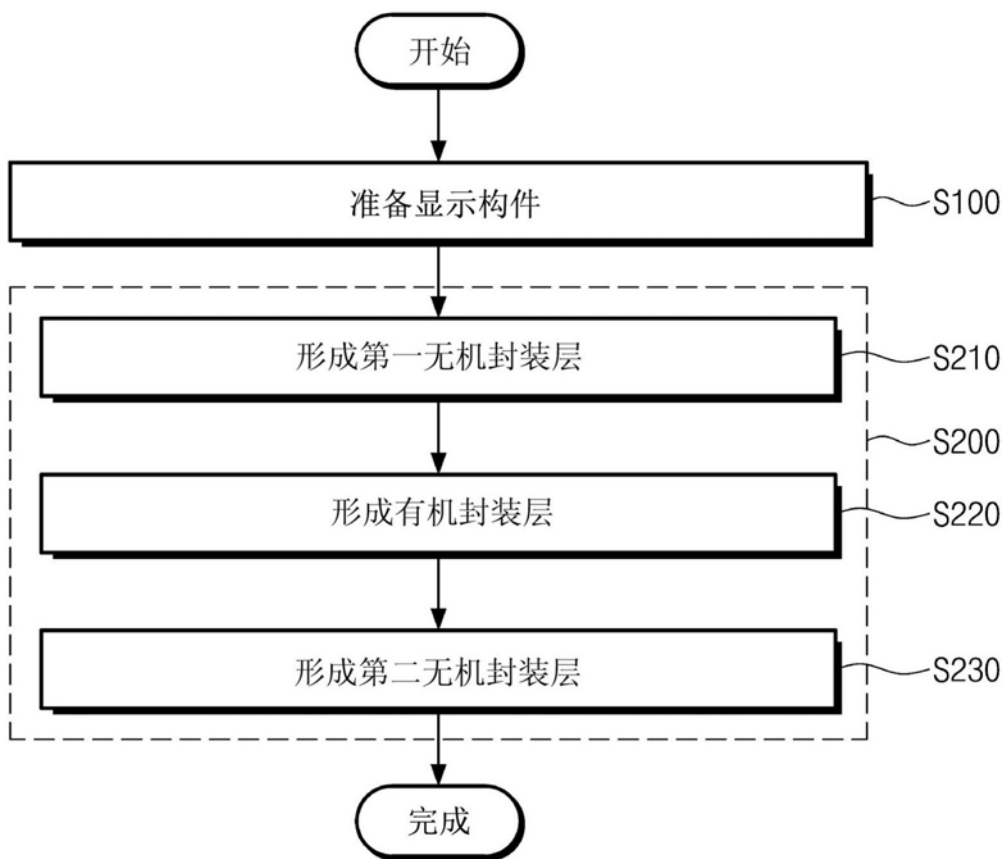 开始
准备显示构件
S100
形成第一无机封装层
S210
S200
形成有机封装层
S220
形成第二无机封装层
S230
完成